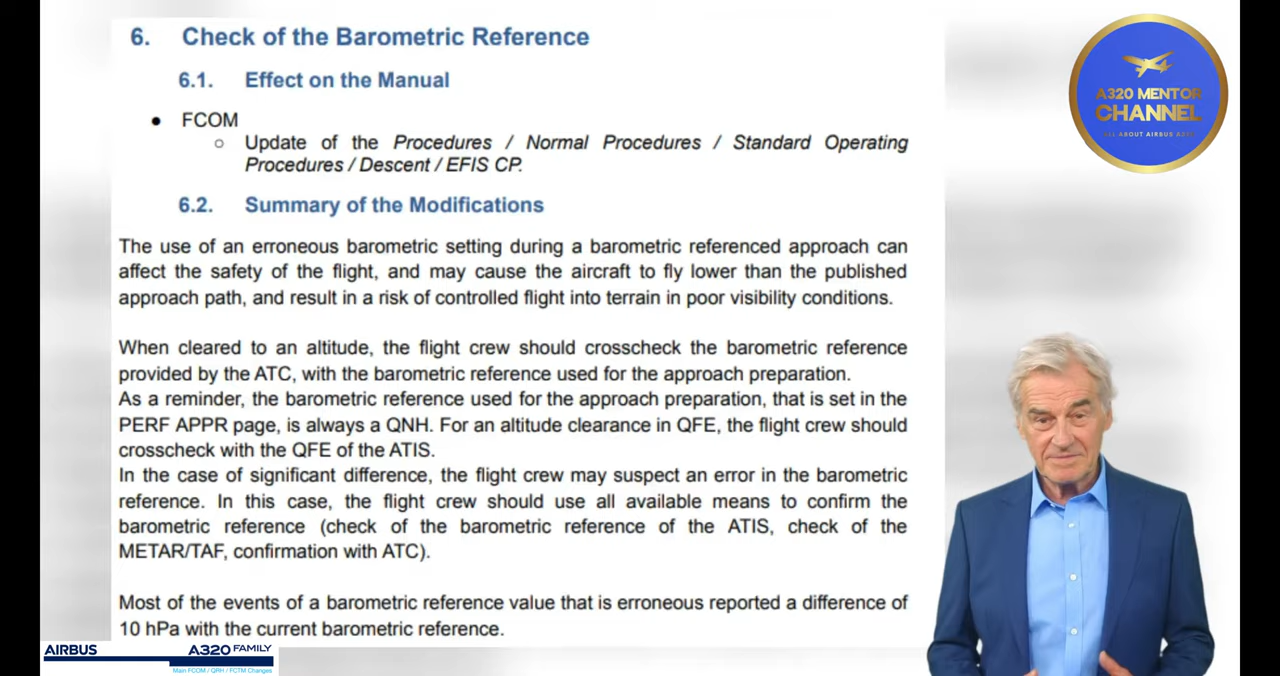 6. Check of the Barometric Reference
6.1. Effect on the Manual
● FCOM
○ Update of the Procedures / Normal Procedures / Standard Operating
Procedures / Descent / EFIS CP.
6.2. Summary of the Modifications
The use of an erroneous barometric setting during a barometric referenced approach can
affect the safety of the flight, and may cause the aircraft to fly lower than the published
approach path, and result in a risk of controlled flight into terrain in poor visibility conditions.
When cleared to an altitude, the flight crew should crosscheck the barometric reference
provided by the ATC, with the barometric reference used for the approach preparation.
As a reminder, the barometric reference used for the approach preparation, that is set in the
PERF APPR page, is always a QNH. For an altitude clearance in QFE, the flight crew should
crosscheck with the QFE of the ATIS.
In the case of significant difference, the flight crew may suspect an error in the barometric
reference. In this case, the flight crew should use all available means to confirm the
barometric reference (check of the barometric reference of the ATIS, check of the
METAR/TAF, confirmation with ATC).
Most of the events of a barometric reference value that is erroneous reported a difference of
10 hPa with the current barometric reference.
AIRBUS A320 FAMILY
Main FCOM / QRH / FCTM Changes
A320 MENTOR
CHANNEL
ALL ABOUT AIRBUS